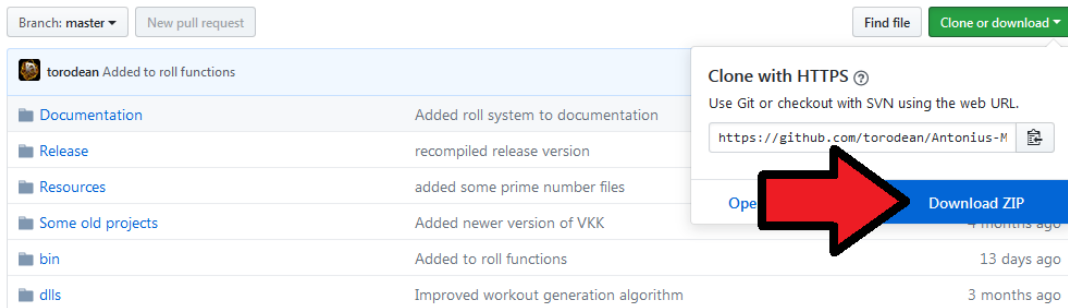 Branch: master
New pull request
Find file
Clone or download
torodean Added to roll functions
Clone with HTTPS
Use Git or checkout with SVN using the web URL.
https://github.com/torodean/Antonius-M
Ope
Download ZIP
Documentation Added roll system to documentation
Release recompiled release version
Resources added some prime number files
Some old projects Added newer version of VKK 4 months ago
bin Added to roll functions 13 days ago
dlls Improved workout generation algorithm 3 months ago